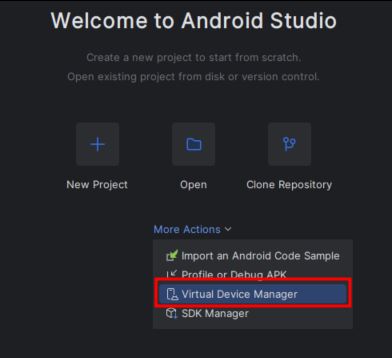 Welcome to Android Studio
Create a new project to start from scratch.
Open existing project from disk or version control.
New Project
Open
Clone Repository
More Actions
Import an Android Code Sample
Profile or Debug APK
Virtual Device Manager
SDK Manager